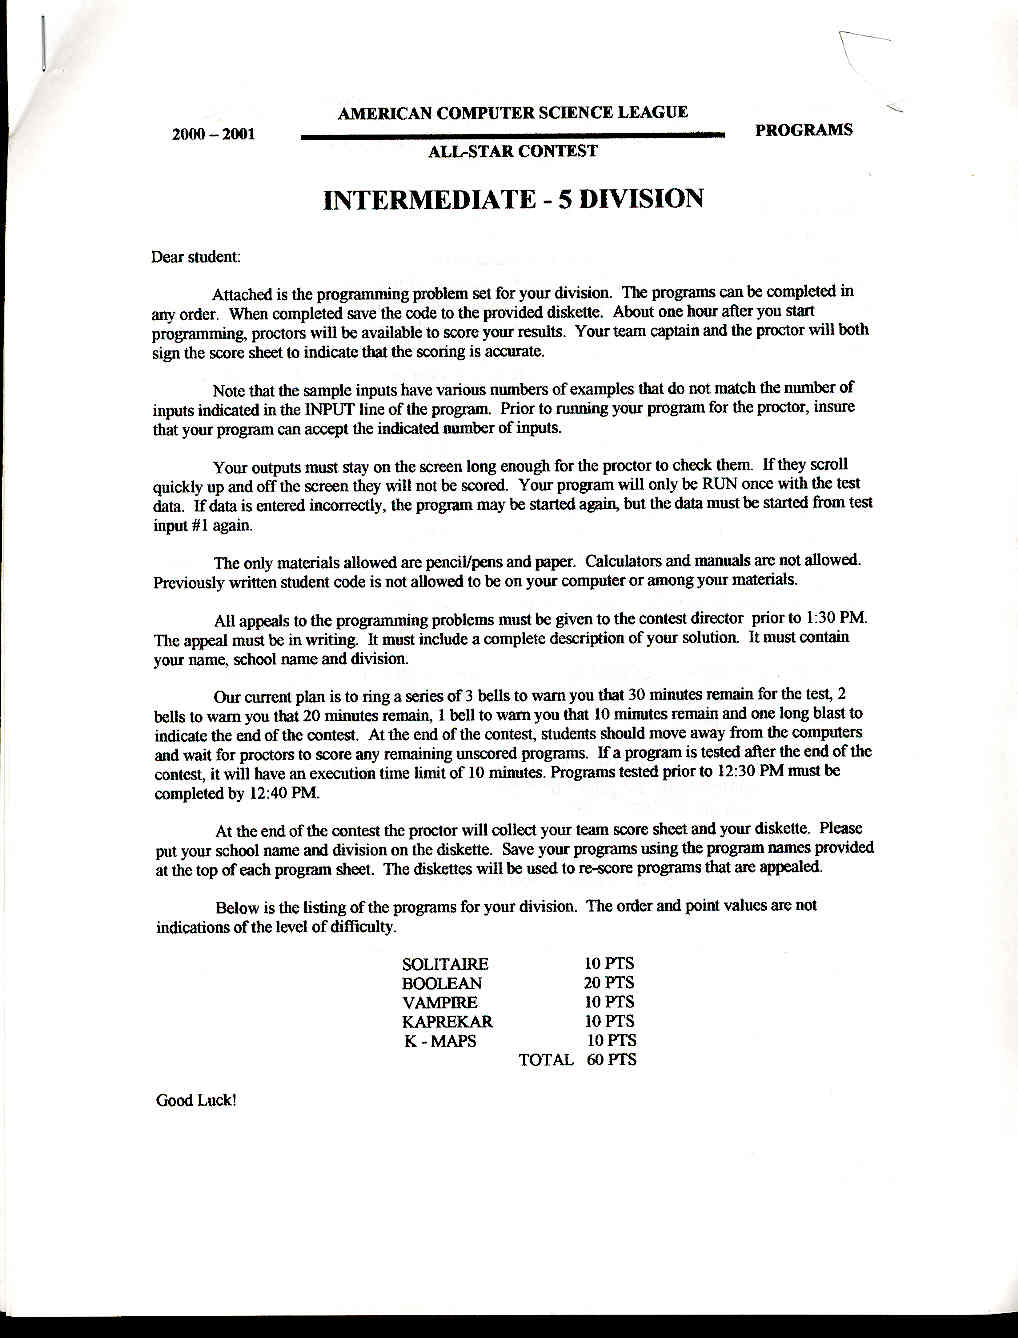 AMERICAN COMPUTER SCIENCE LEAGUE
2000 – 2001 PROGRAMS
ALL-STAR CONTEST
INTERMEDIATE - 5 DIVISION
Dear student:
Attached is the programming problem set for your division. The programs can be completed in
any order. When completed save the code to the provided diskette. About one hour after you start
programming, proctors will be available to score your results. Your team captain and the proctor will both
sign the score sheet to indicate that the scoring is accurate.
Note that the sample inputs have various numbers of examples that do not match the number of
inputs indicated in the INPUT line of the program. Prior to running your program for the proctor, insure
that your program can accept the indicated number of inputs.
Your outputs must stay on the screen long enough for the proctor to check them. If they scroll
quickly up and off the screen they will not be scored. Your program will only be RUN once with the test
data. If data is entered incorrectly, the program may be started again, but the data must be started from test
input #1 again.
The only materials allowed are pencil/pens and paper. Calculators and manuals are not allowed.
Previously written student code is not allowed to be on your computer or among your materials.
All appeals to the programming problems must be given to the contest director prior to 1:30 PM.
The appeal must be in writing. It must include a complete description of your solution. It must contain
your name, school name and division.
Our current plan is to ring a series of 3 bells to warn you that 30 minutes remain for the test, 2
bells to warn you that 20 minutes remain, 1 bell to warn you that 10 minutes remain and one long blast to
indicate the end of the contest. At the end of the contest, students should move away from the computers
and wait for proctors to score any remaining unscored programs. If a program is tested after the end of the
contest, it will have an execution time limit of 10 minutes. Programs tested prior to 12:30 PM must be
completed by 12:40 PM.
At the end of the contest the proctor will collect your team score sheet and your diskette. Please
put your school name and division on the diskette. Save your programs using the program names provided
at the top of each program sheet. The diskettes will be used to re-score programs that are appealed.
Below is the listing of the programs for your division. The order and point values are not
indications of the level of difficulty.
SOLITAIRE 10 PTS
BOOLEAN 20 PTS
VAMPIRE 10 PTS
KAPREKAR 10 PTS
K - MAPS 10 PTS
TOTAL 60 PTS
Good Luck!